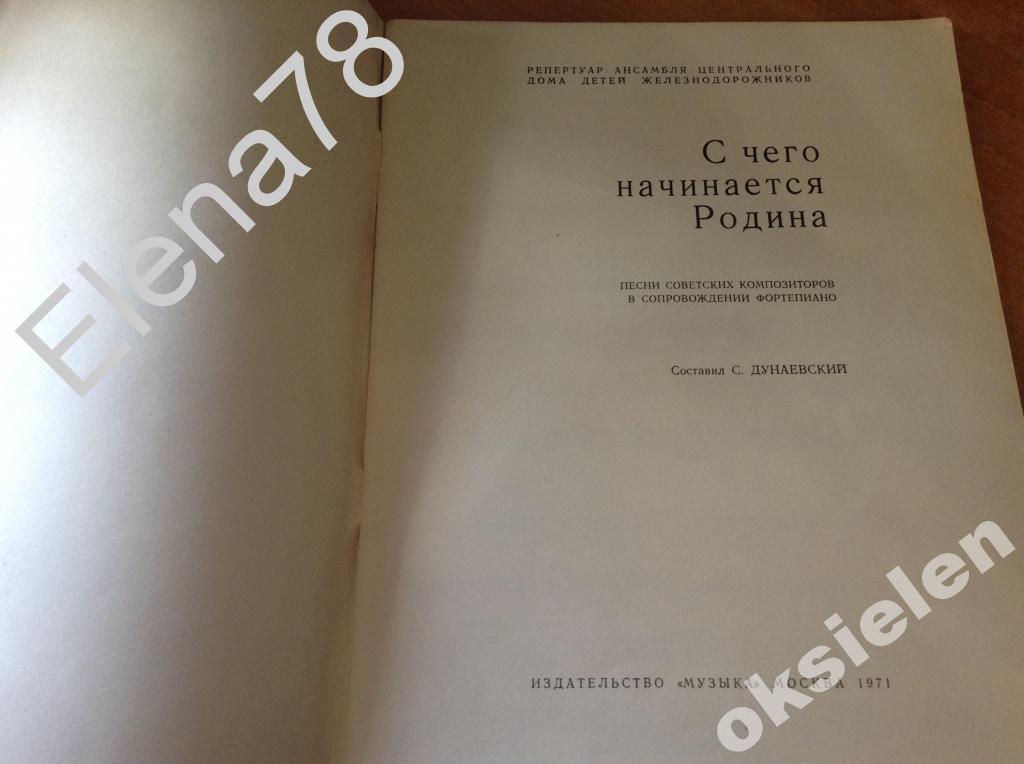 РЕПЕРТУАР АНСАМБЛЯ ЦЕНТРАЛЬНОГО
ДОМА ДЕТЕЙ ЖЕЛЕЗНОДОРОЖНИКОВ
С чего
начинается
Родина
ПЕСНИ СОВЕТСКИХ КОМПОЗИТОРОВ
В СОПРОВОЖДЕНИИ ФОРТЕПИАНО
Составил С. ДУНАЕВСКИЙ
ИЗДАТЕЛЬСТВО «МУЗЫКА» МОСКВА 1971
Elena78
oksielen